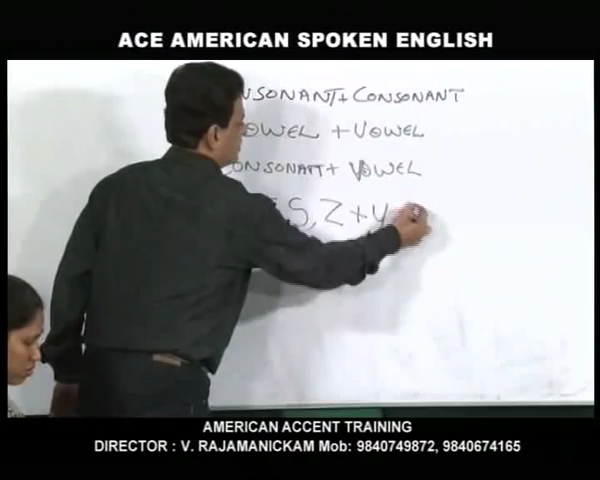 ACE AMERICAN SPOKEN ENGLISH
NSONANT + CONSONANT
OWEL + VOWEL
ONSONANT + VOWEL
S, Z + Y
AMERICAN ACCENT TRAINING
DIRECTOR : V. RAJAMANICKAM Mob: 9840749872, 9840674165